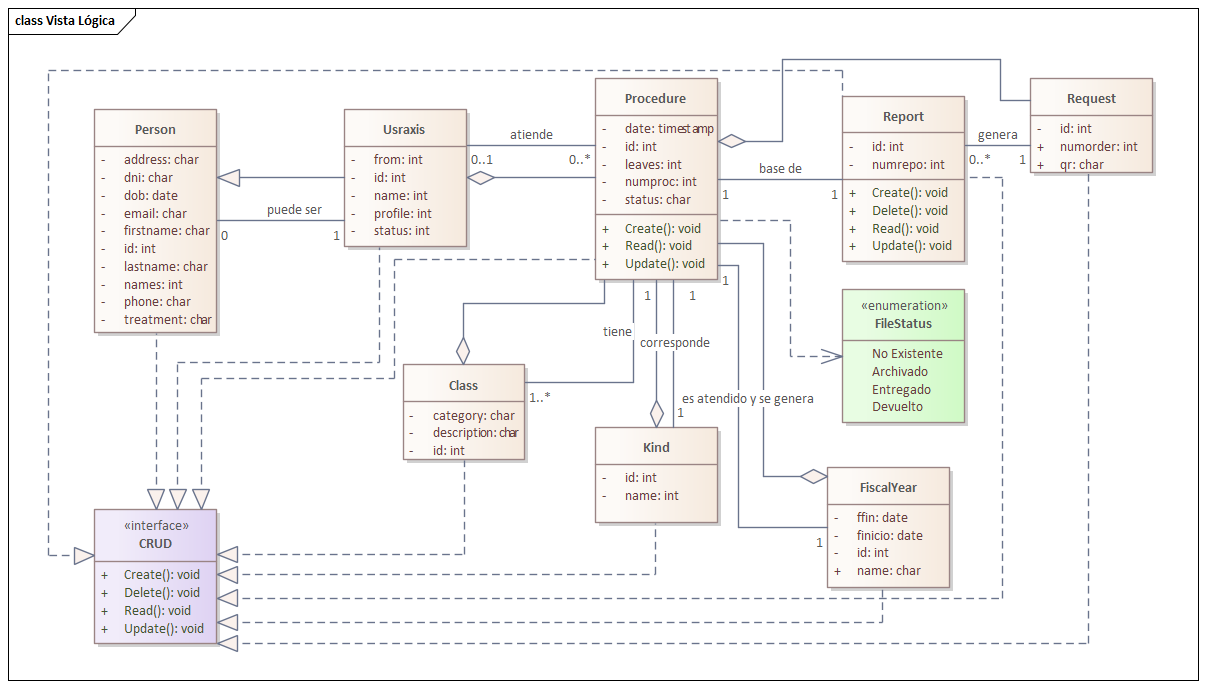 class Vista Lógica
Person
- address: char
- dni: char
- dob: date
- email: char
- firstname: char
- id: int
- lastname: char
- names: int
- phone: char
- treatment: char
puede ser
0
1
Usraxis
- from: int
- id: int
- name: int
- profile: int
- status: int
atiende
0..1
0..*
Procedure
- date: timestamp
- id: int
- leaves: int
- numproc: int
- status: char
+ Create(): void
+ Read(): void
+ Update(): void
base de
1
1
Report
- id: int
- numrepo: int
+ Create(): void
+ Delete(): void
+ Read(): void
+ Update(): void
genera
0..*
1
Request
- id: int
+ numorder: int
+ qr: char
«enumeration»
FileStatus
No Existente
Archivado
Entregado
Devuelto
1
1
1
tiene
corresponde
1..*
1
es atendido y se genera
1
Class
- category: char
- description: char
- id: int
Kind
- id: int
- name: int
FiscalYear
- ffin: date
- finicio: date
- id: int
+ name: char
«interface»
CRUD
+ Create(): void
+ Delete(): void
+ Read(): void
+ Update(): void